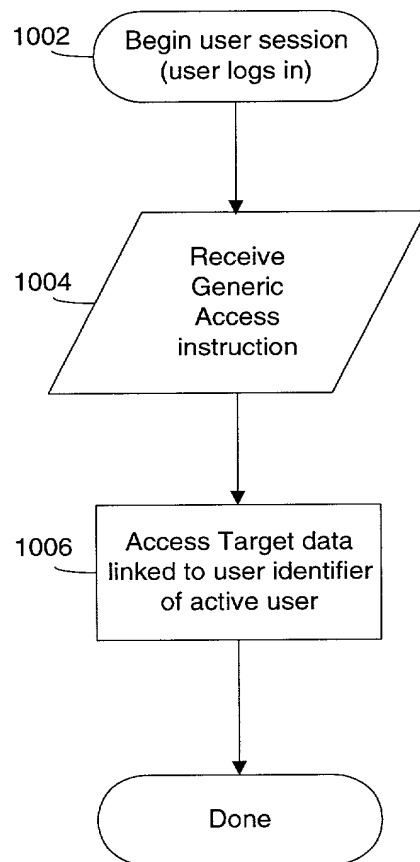 1002
Begin user session
(user logs in)
1004
Receive
Generic
Access
instruction
1006
Access Target data
linked to user identifier
of active user
Done